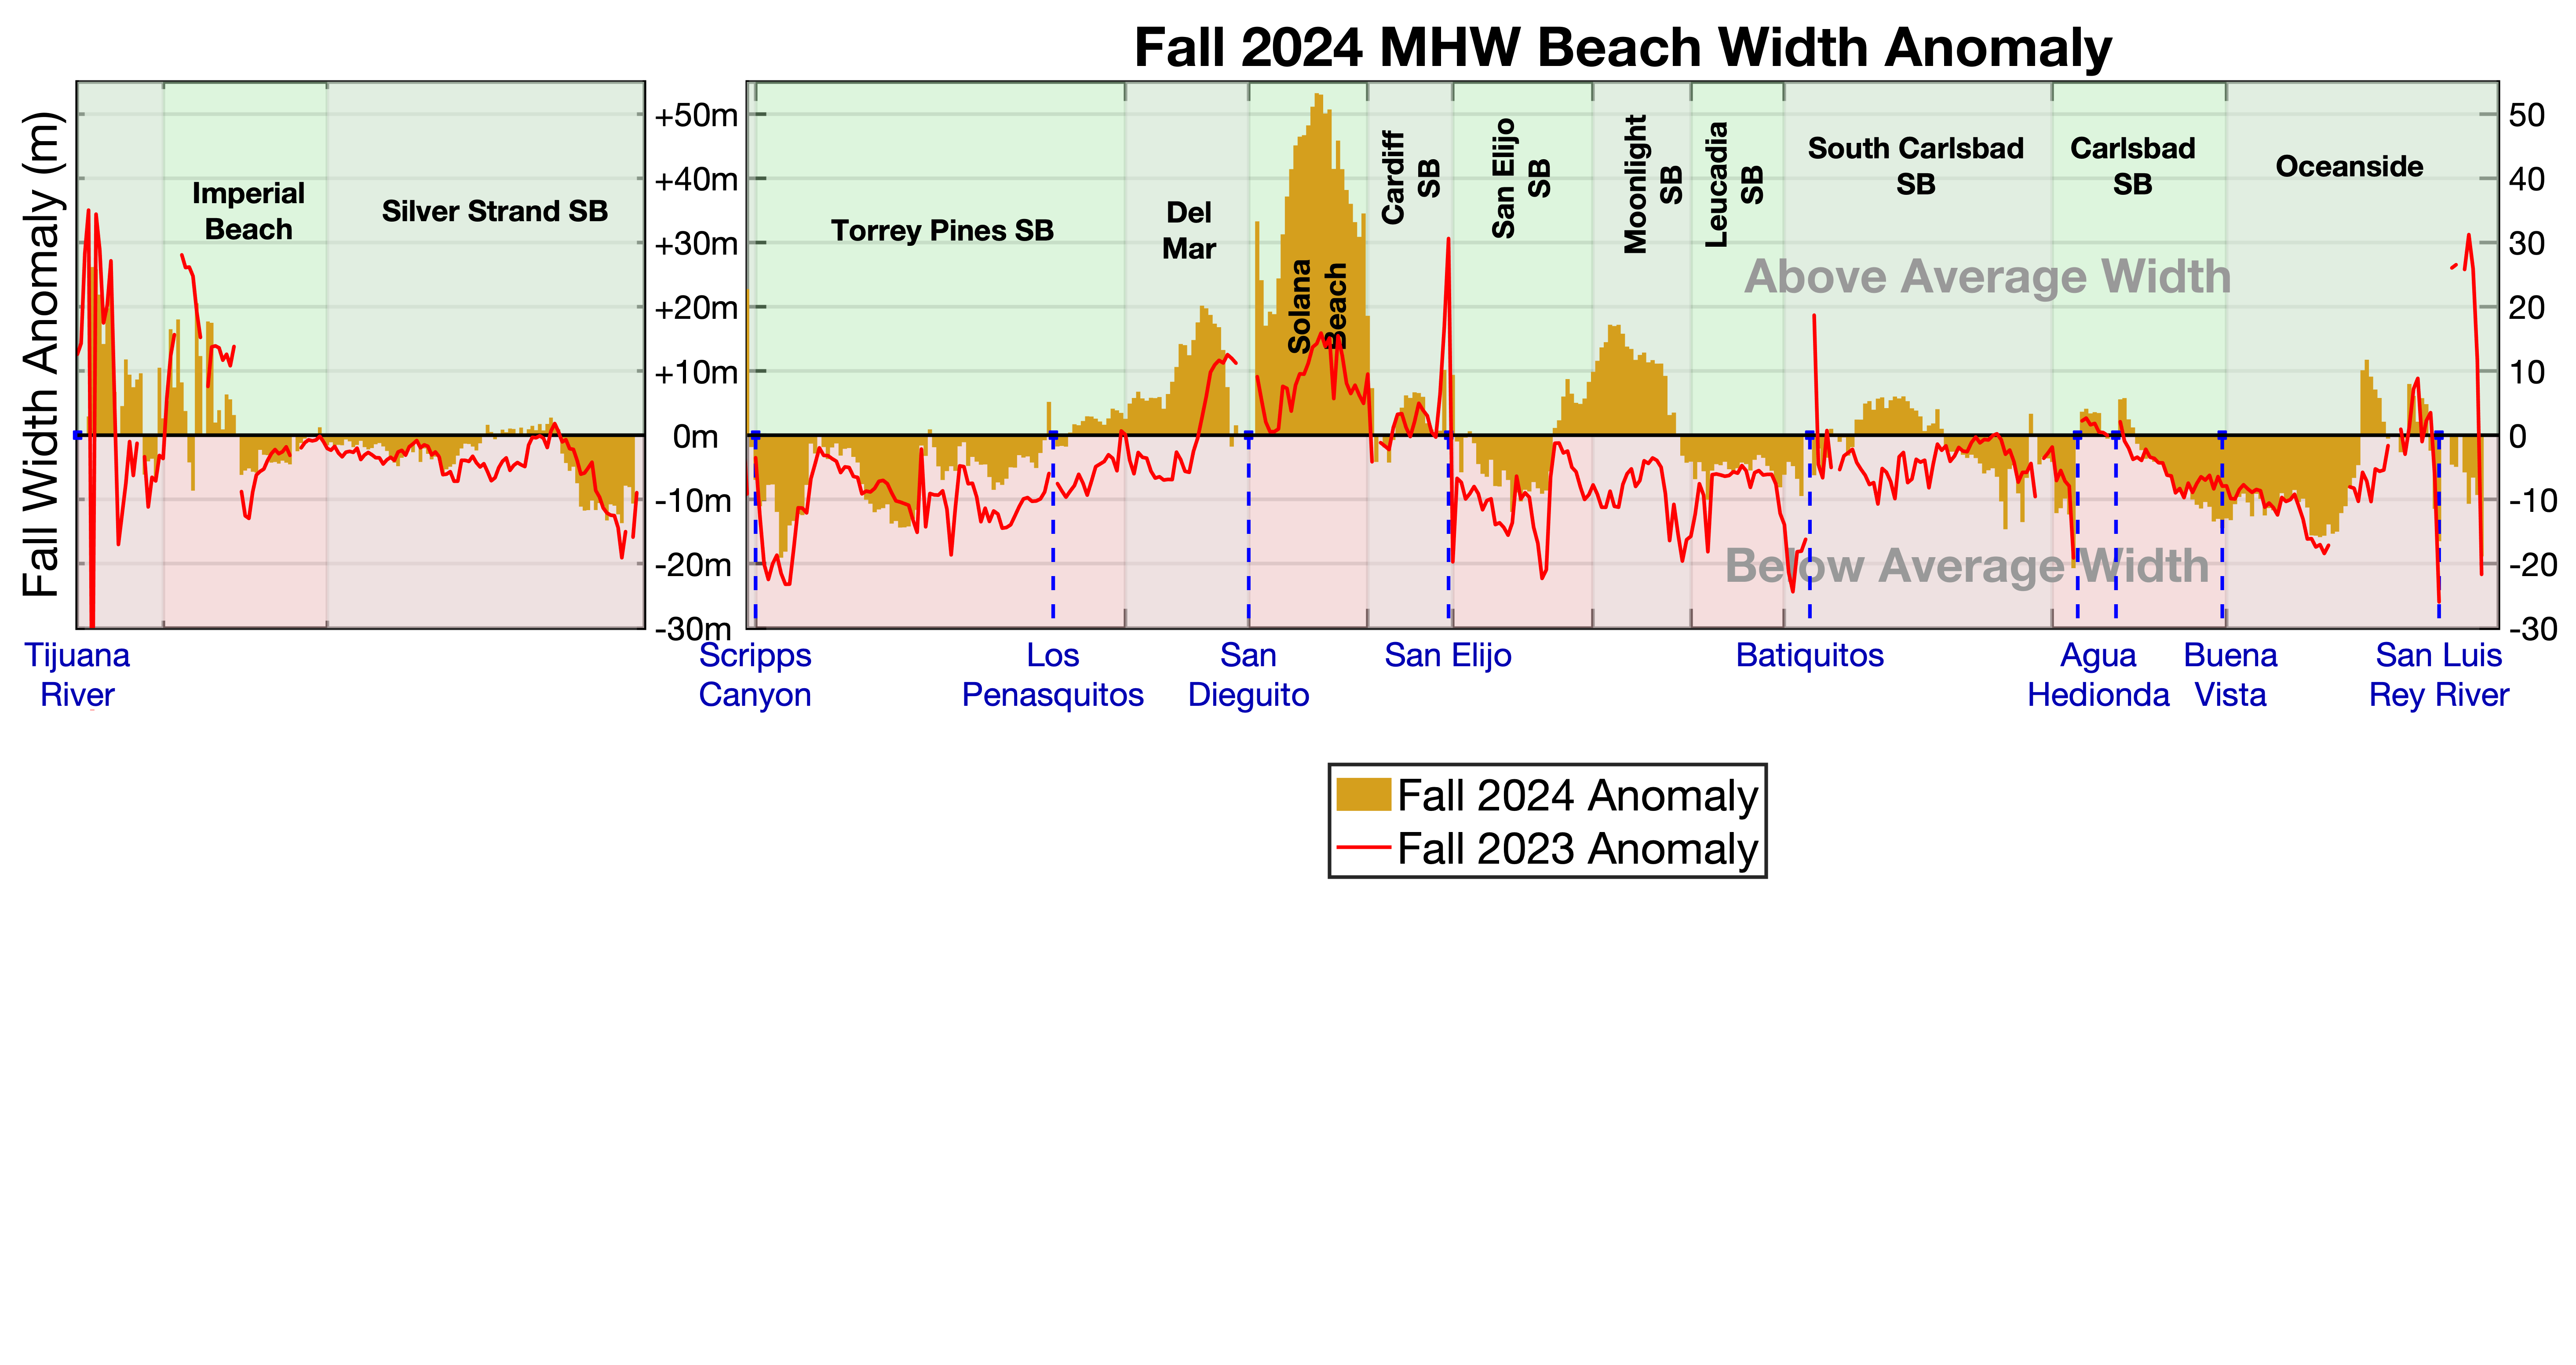 Fall 2024 MHW Beach Width Anomaly
Fall Width Anomaly (m)
Imperial
Beach
Silver Strand SB
+50m
+40m
+30m
+20m
+10m
0m
-10m
-20m
-30m
Torrey Pines SB
Del
Mar
Solana
Beach
Cardiff
SB
San Elijo
SB
Moonlight
SB
Leucadia
SB
South Carlsbad
SB
Carlsbad
SB
Oceanside
Above Average Width
Below Average Width
50
40
30
20
10
0
-10
-20
-30
Tijuana
River
Scripps
Canyon
Los
Penasquitos
San
Dieguito
San Elijo
Batiquitos
Agua
Hedionda
Buena
Vista
San Luis
Rey River
Fall 2024 Anomaly
Fall 2023 Anomaly